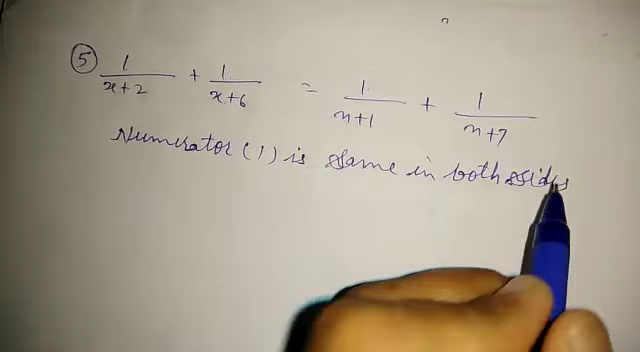 ⑤ 1/(x+2) + 1/(x+6) = 1/(x+1) + 1/(x+7)
Numerator (1) is same in both sides